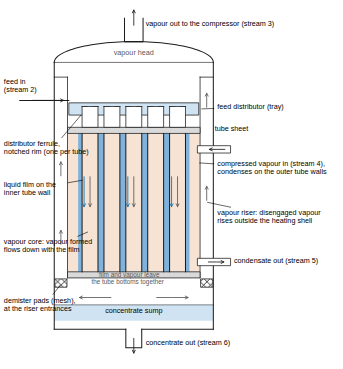 vapour out to the compressor (stream 3)
vapour head
feed in
(stream 2)
feed distributor (tray)
tube sheet
distributor ferrule,
notched rim (one per tube)
compressed vapour in (stream 4),
condenses on the outer tube walls
liquid film on the
inner tube wall
vapour riser: disengaged vapour
rises outside the heating shell
vapour core: vapour formed
flows down with the film
condensate out (stream 5)
film and vapour leave
the tube bottoms together
demister pads (mesh),
at the riser entrances
concentrate sump
concentrate out (stream 6)